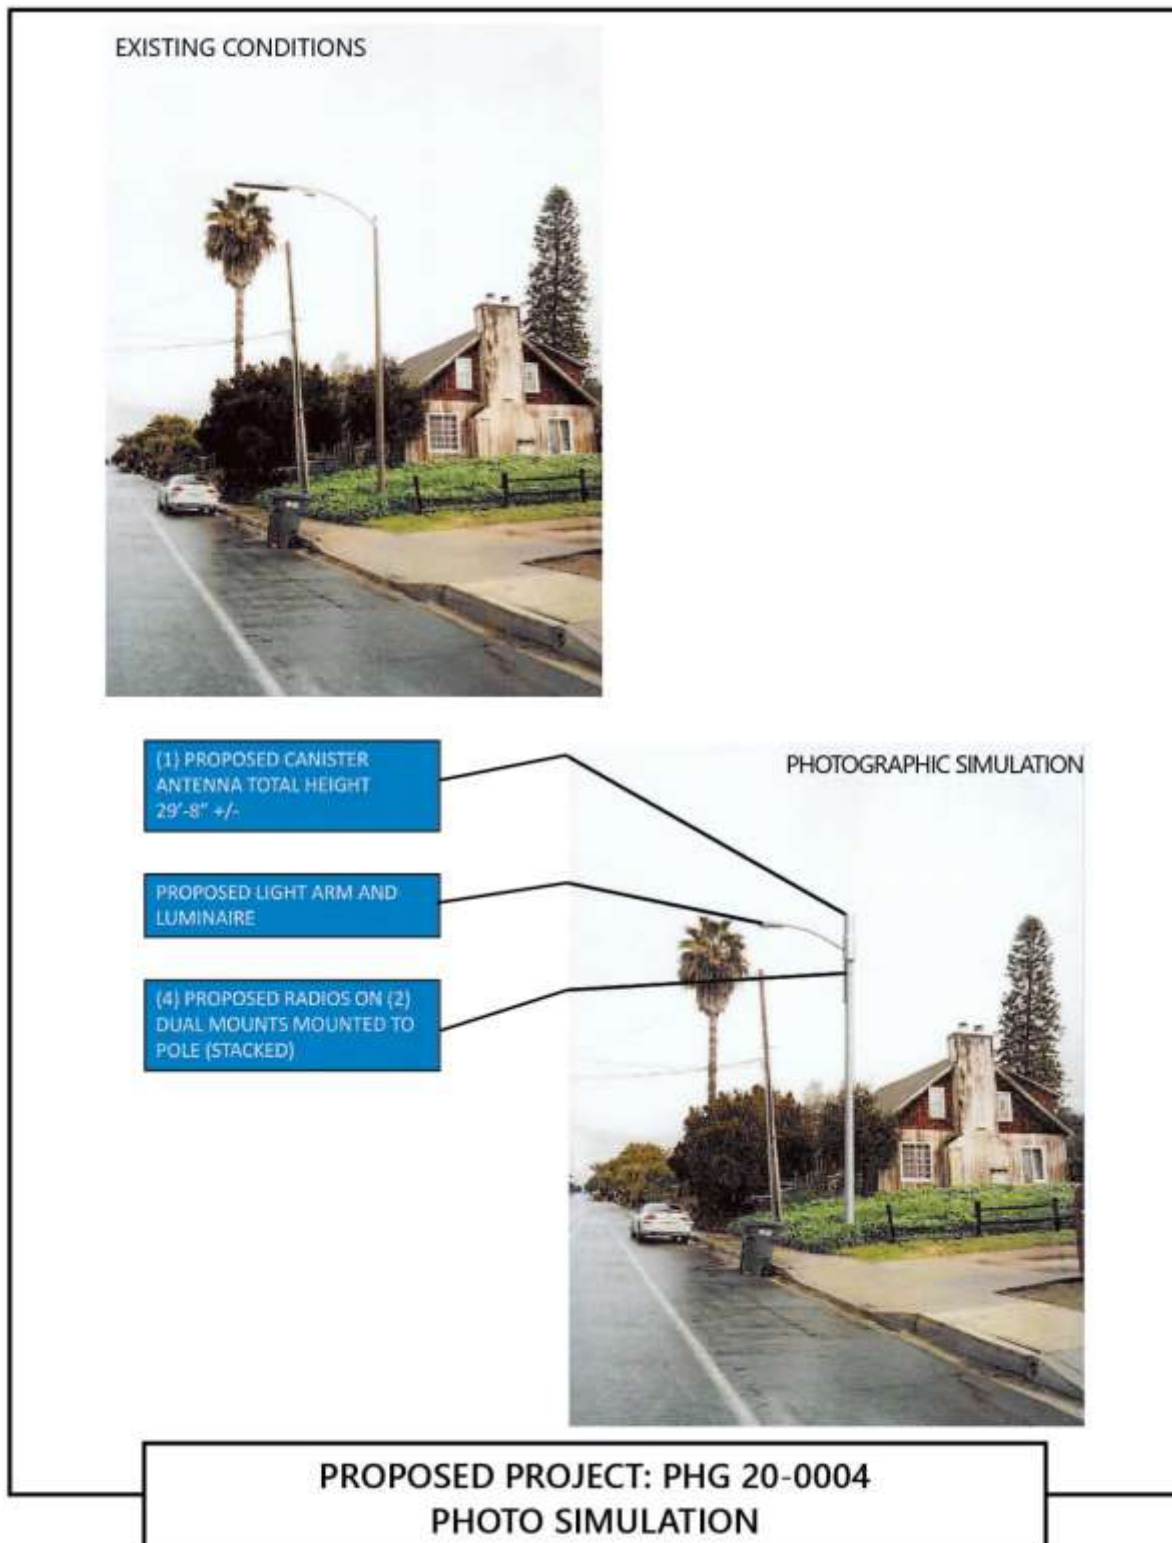 EXISTING CONDITIONS
(1) PROPOSED CANISTER
ANTENNA TOTAL HEIGHT
29'-8" +/-
PHOTOGRAPHIC SIMULATION
PROPOSED LIGHT ARM AND
LUMINAIRE
(4) PROPOSED RADIOS ON (2)
DUAL MOUNTS MOUNTED TO
POLE (STACKED)
PROPOSED PROJECT: PHG 20-0004
PHOTO SIMULATION